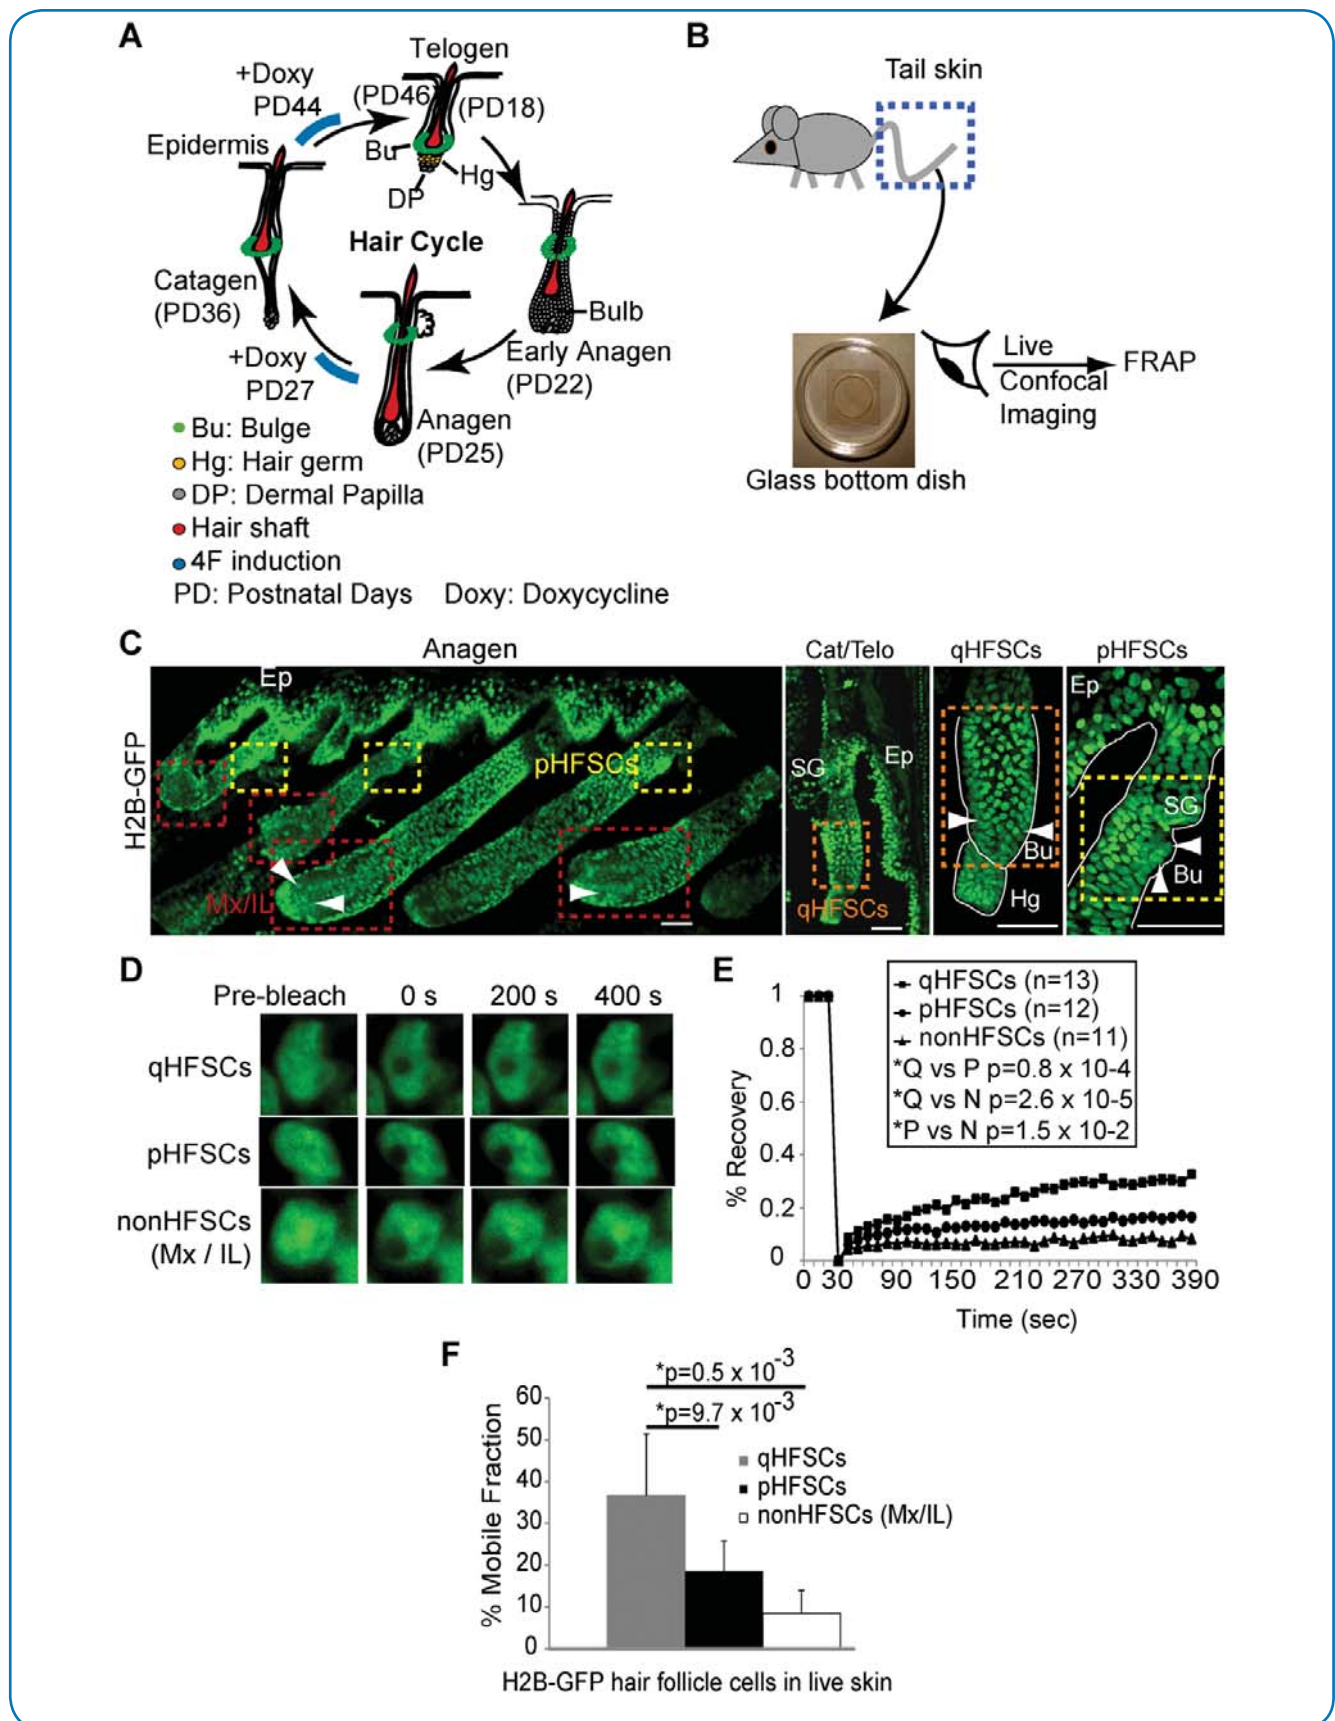 A
Telogen
+Doxy
PD44
(PD46)
(PD18)
Epidermis
Bu
Hg
DP
Hair Cycle
Catagen
(PD36)
Bulb
Early Anagen
(PD22)
+Doxy
PD27
Anagen
(PD25)
Bu: Bulge
Hg: Hair germ
DP: Dermal Papilla
Hair shaft
4F induction
PD: Postnatal Days Doxy: Doxycycline
B
Tail skin
Live
Confocal
Imaging
FRAP
Glass bottom dish
C
Anagen
Cat/Telo
qHFSCs
pHFSCs
H2B-GFP
Ep
pHFSCs
Mx/IL
SG
Ep
qHFSCs
Bu
Hg
Ep
SG
Bu
D
Pre-bleach 0 s 200 s 400 s
qHFSCs
pHFSCs
nonHFSCs
(Mx / IL)
E
qHFSCs (n=13)
pHFSCs (n=12)
nonHFSCs (n=11)
*Q vs P p=0.8 x 10-4
*Q vs N p=2.6 x 10-5
*P vs N p=1.5 x 10-2
% Recovery
1
0.8
0.6
0.4
0.2
0
0 30 90 150 210 270 330 390
Time (sec)
F
*p=0.5 x 10-3
*p=9.7 x 10-3
qHFSCs
pHFSCs
nonHFSCs (Mx/IL)
% Mobile Fraction
60
50
40
30
20
10
0
H2B-GFP hair follicle cells in live skin